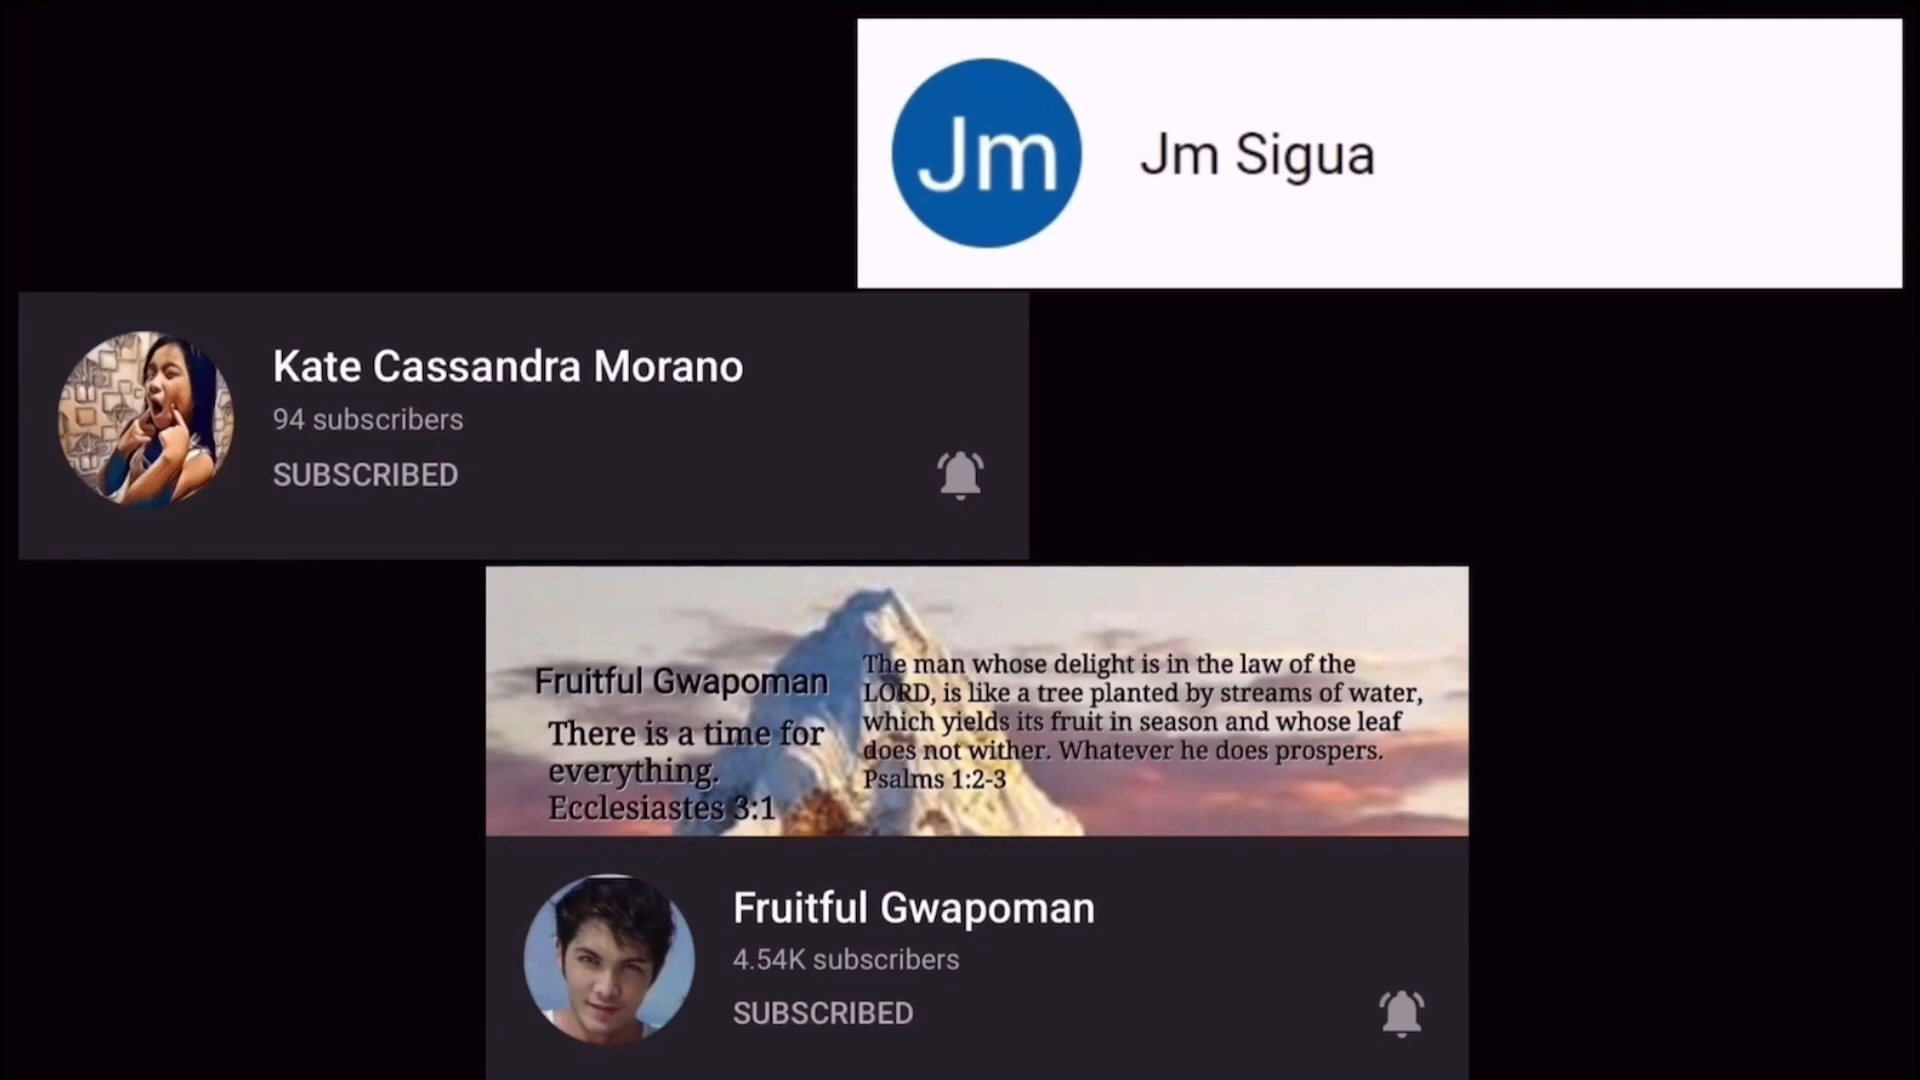 Jm
Jm Sigua
Kate Cassandra Morano
94 subscribers
SUBSCRIBED
Fruitful Gwapoman
There is a time for
everything.
Ecclesiastes 3:1
The man whose delight is in the law of the
LORD, is like a tree planted by streams of water,
which yields its fruit in season and whose leaf
does not wither. Whatever he does prospers.
Psalms 1:2-3
Fruitful Gwapoman
4.54K subscribers
SUBSCRIBED